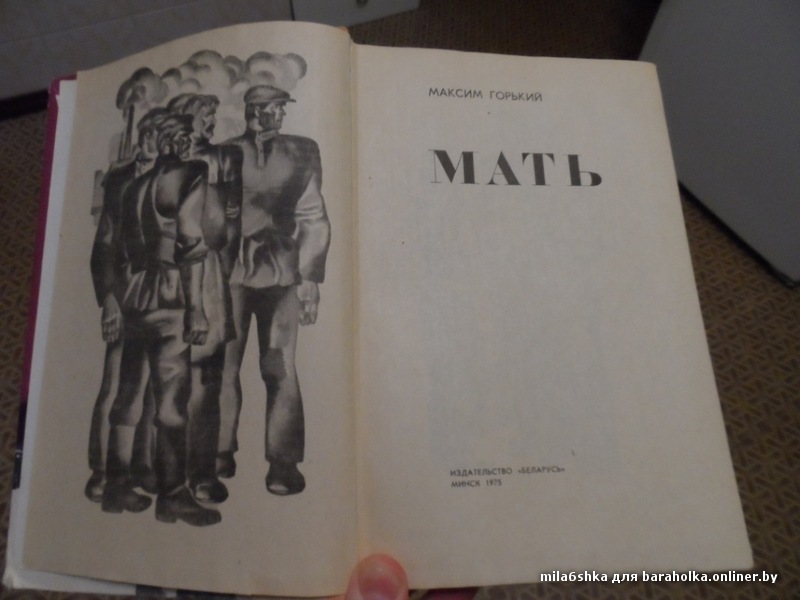 МАКСИМ ГОРЬКИЙ
МАТЬ
ИЗДАТЕЛЬСТВО «БЕЛАРУСЬ»
МИНСК 1975
mila6shka для baraholka.onliner.by